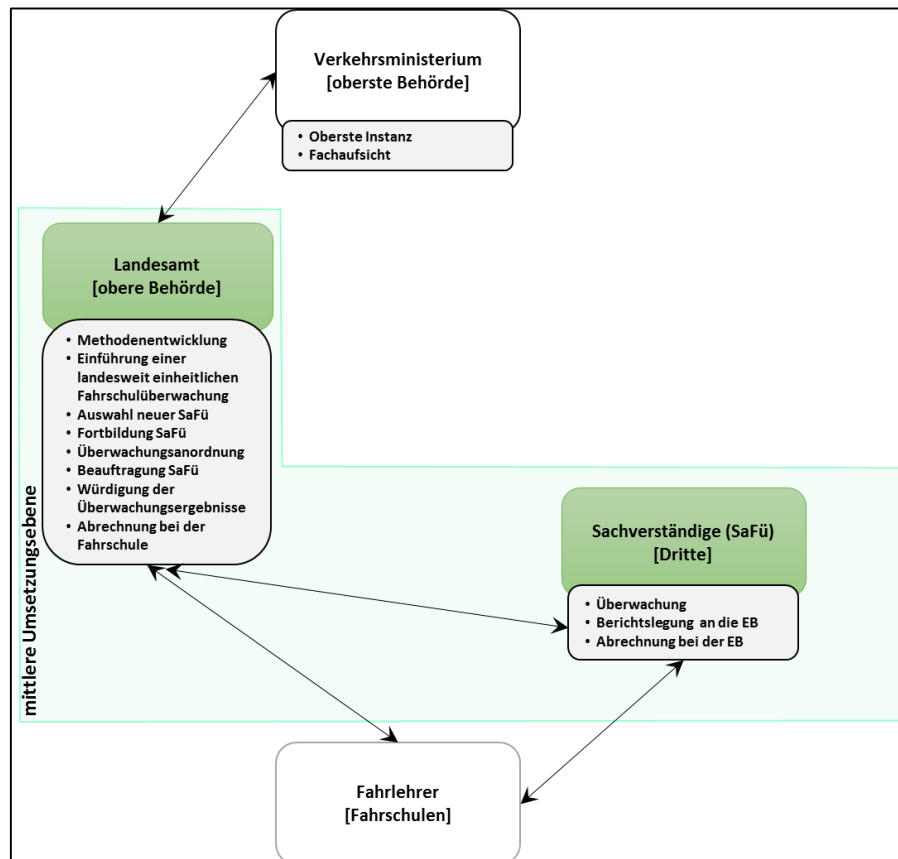 Verkehrsministerium
[oberste Behörde]
• Oberste Instanz
• Fachaufsicht
Landesamt
[obere Behörde]
• Methodenentwicklung
• Einführung einer
landesweit einheitlichen
Fahrschulüberwachung
• Auswahl neuer SaFü
• Fortbildung SaFü
• Überwachungsanordnung
• Beauftragung SaFü
• Würdigung der
Überwachungsergebnisse
• Abrechnung bei der
Fahrschule
mittlere Umsetzungsebene
Sachverständige (SaFü)
[Dritte]
• Überwachung
• Berichtslegung an die EB
• Abrechnung bei der EB
Fahrlehrer
[Fahrschulen]